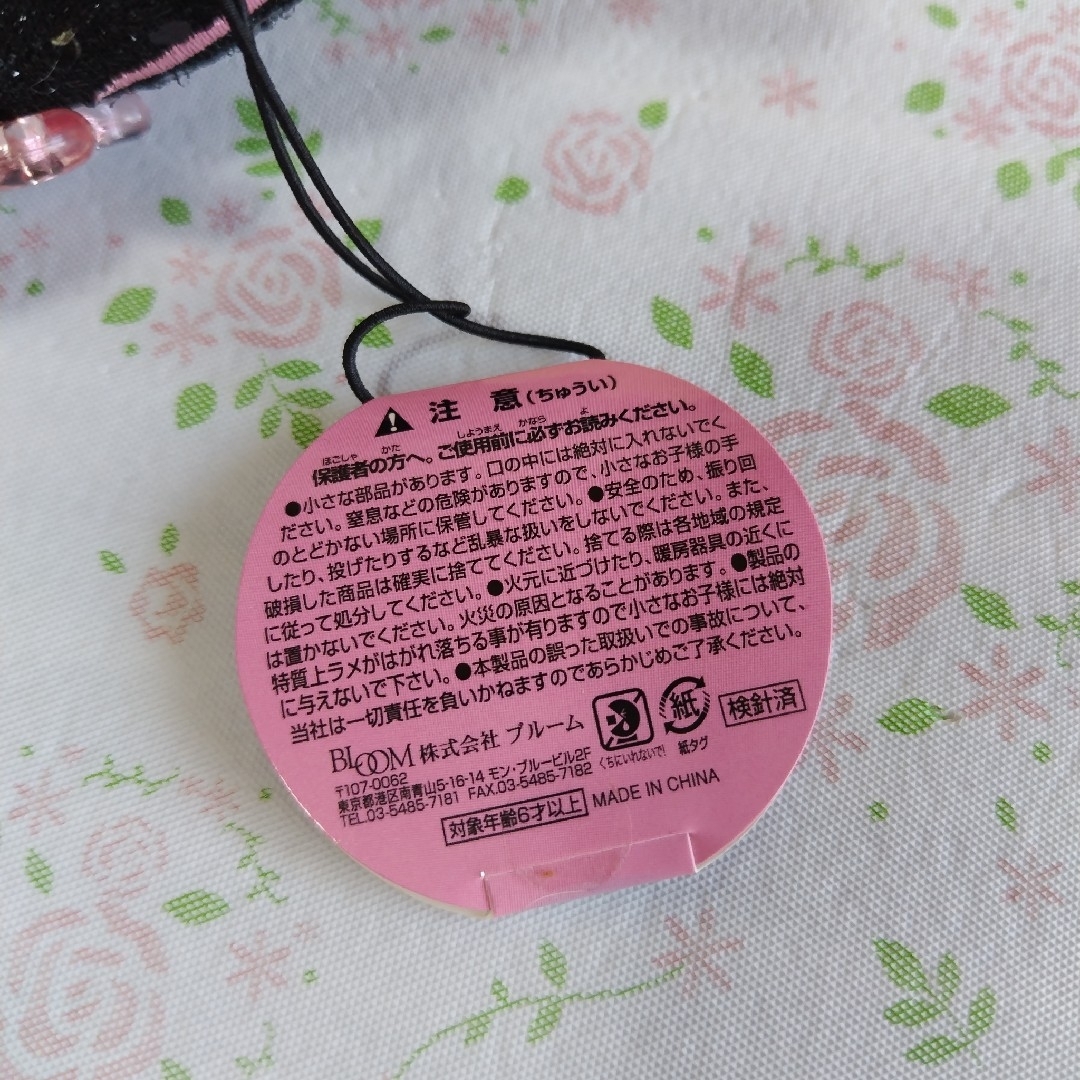 ⚠ 注意(ちゅうい)
保護者の方へ。ご使用前に必ずお読みください。
ほごしゃ かた しようまえ かなら よ
●小さな部品があります。口の中には絶対に入れないでく
ださい。窒息などの危険がありますので、小さなお子様の手
のとどかない場所に保管してください。●安全のため、振り回
したり、投げたりするなど乱暴な扱いをしないでください。また、
破損した商品は確実に捨ててください。捨てる際は各地域の規定
に従って処分してください。●火元に近づけたり、暖房器具の近くに
は置かないでください。火災の原因となることがあります。●製品の
特質上ラメがはがれ落ちる事が有りますので小さなお子様には絶対
に与えないで下さい。●本製品の誤った取扱いでの事故について、
当社は一切責任を負いかねますのであらかじめご了承ください。
BLOOM 株式会社 ブルーム
〒107-0062
東京都港区南青山5-16-14 モン・ブルービル2F
TEL.03-5485-7181 FAX.03-5485-7182
くちにいれないで!
紙
紙タグ
検針済
対象年齢6才以上 MADE IN CHINA